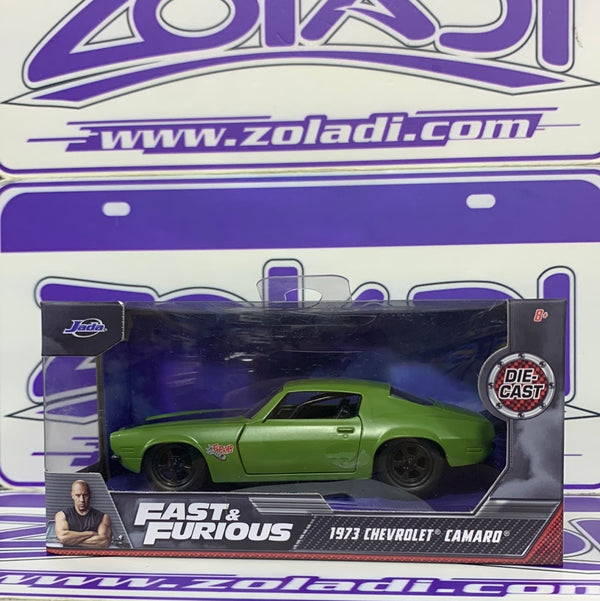 ZOLADI
www.zoladi.com
Jada
8+
DIE-
CAST
FAST &
FURIOUS
1973 CHEVROLET® CAMARO®
www.zoladi.com